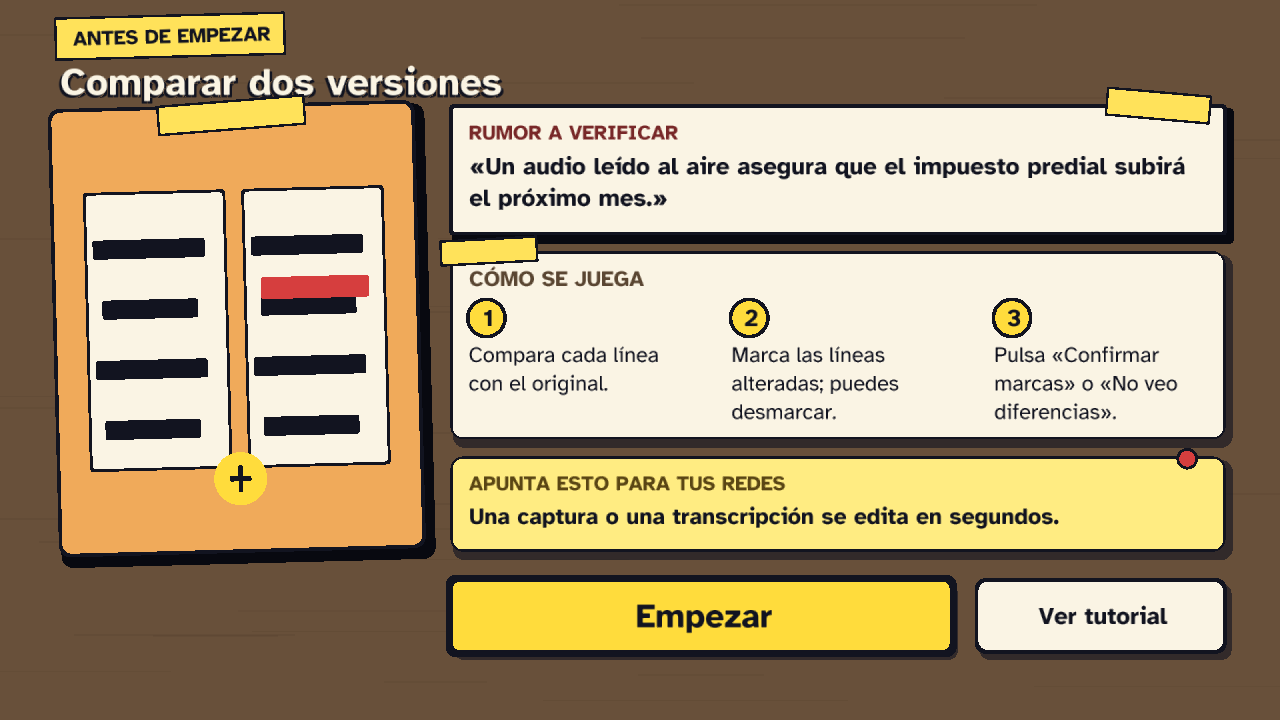 ANTES DE EMPEZAR
Comparar dos versiones
RUMOR A VERIFICAR
«Un audio leído al aire asegura que el impuesto predial subirá
el próximo mes.»
CÓMO SE JUEGA
1
Compara cada línea
con el original.
2
Marca las líneas
alteradas; puedes
desmarcar.
3
Pulsa «Confirmar
marcas» o «No veo
diferencias».
APUNTA ESTO PARA TUS REDES
Una captura o una transcripción se edita en segundos.
Empezar
Ver tutorial